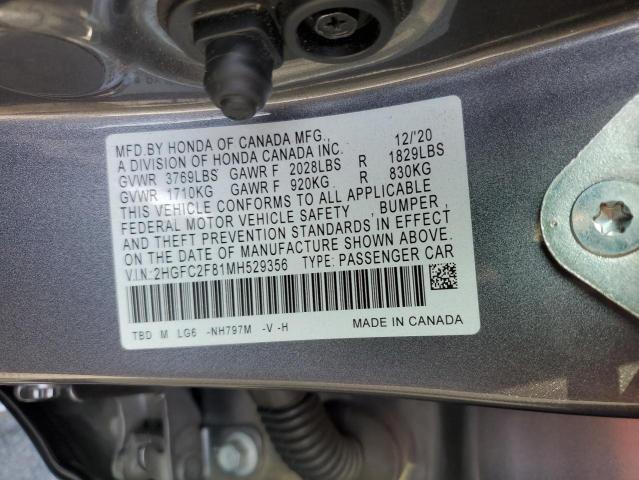 MFD.BY HONDA OF CANADA MFG., 12/'20
A DIVISION OF HONDA CANADA INC.
GVWR 3769LBS GAWR F 2028LBS R 1829LBS
GVWR 1710KG GAWR F 920KG R 830KG
THIS VEHICLE CONFORMS TO ALL APPLICABLE
FEDERAL MOTOR VEHICLE SAFETY , BUMPER ,
AND THEFT PREVENTION STANDARDS IN EFFECT
ON THE DATE OF MANUFACTURE SHOWN ABOVE.
V.I.N.:2HGFC2F81MH529356 TYPE: PASSENGER CAR
TBD M LG6 -NH797M -V -H MADE IN CANADA